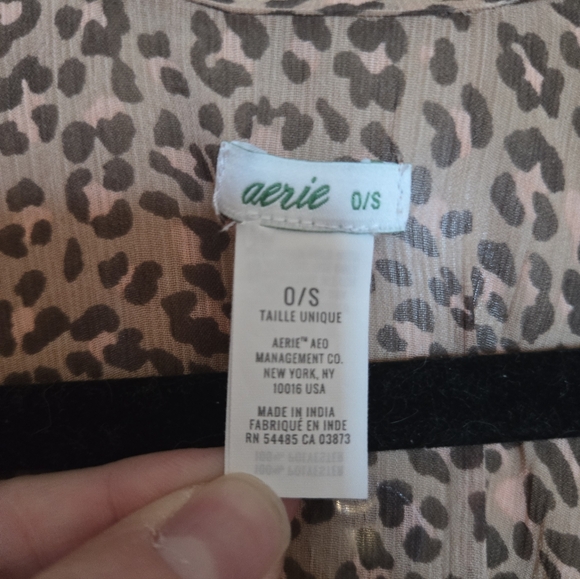 aerie O/S
O/S
TAILLE UNIQUE
AERIE™ AEO
MANAGEMENT CO.
NEW YORK, NY
10016 USA
MADE IN INDIA
FABRIQUÉ EN INDE
RN 54485 CA 03873